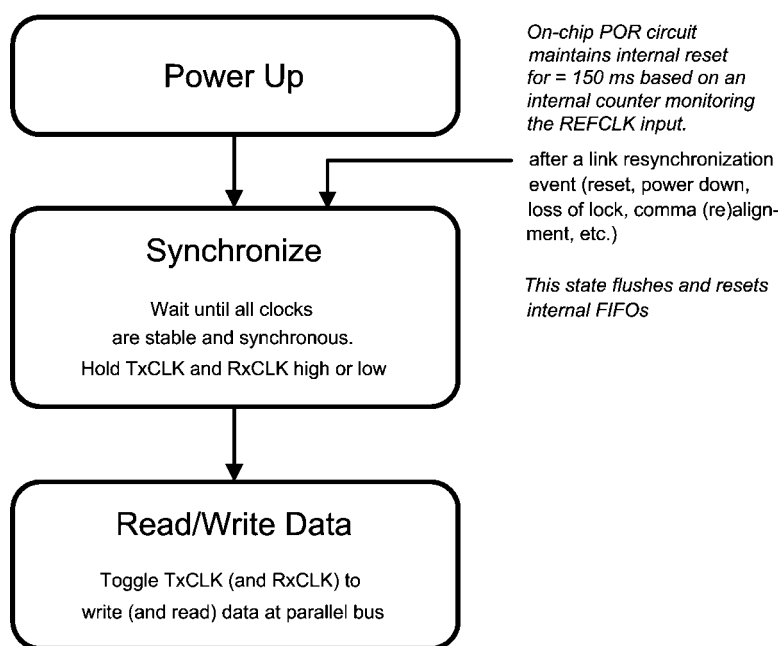 Power Up
On-chip POR circuit
maintains internal reset
for = 150 ms based on an
internal counter monitoring
the REFCLK input.
after a link resynchronization
event (reset, power down,
loss of lock, comma (re)align-
ment, etc.)
This state flushes and resets
internal FIFOs
Synchronize
Wait until all clocks
are stable and synchronous.
Hold TxCLK and RxCLK high or low
Read/Write Data
Toggle TxCLK (and RxCLK) to
write (and read) data at parallel bus